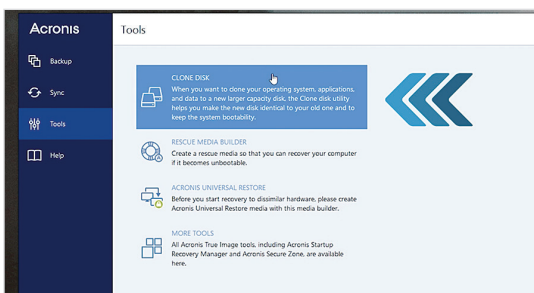 Acronis
Tools
Backup
Sync
Tools
Help
CLONE DISK
When you want to clone your operating system, applications,
and data to a new larger capacity disk, the Clone disk utility
helps you make the new disk identical to your old one and to
keep the system bootability.
RESCUE MEDIA BUILDER
Create a rescue media so that you can recover your computer
if it becomes unbootable.
ACRONIS UNIVERSAL RESTORE
Before you start recovery to dissimilar hardware, please create
Acronis Universal Restore media with this media builder.
MORE TOOLS
All Acronis True Image tools, including Acronis Startup
Recovery Manager and Acronis Secure Zone, are available
here.